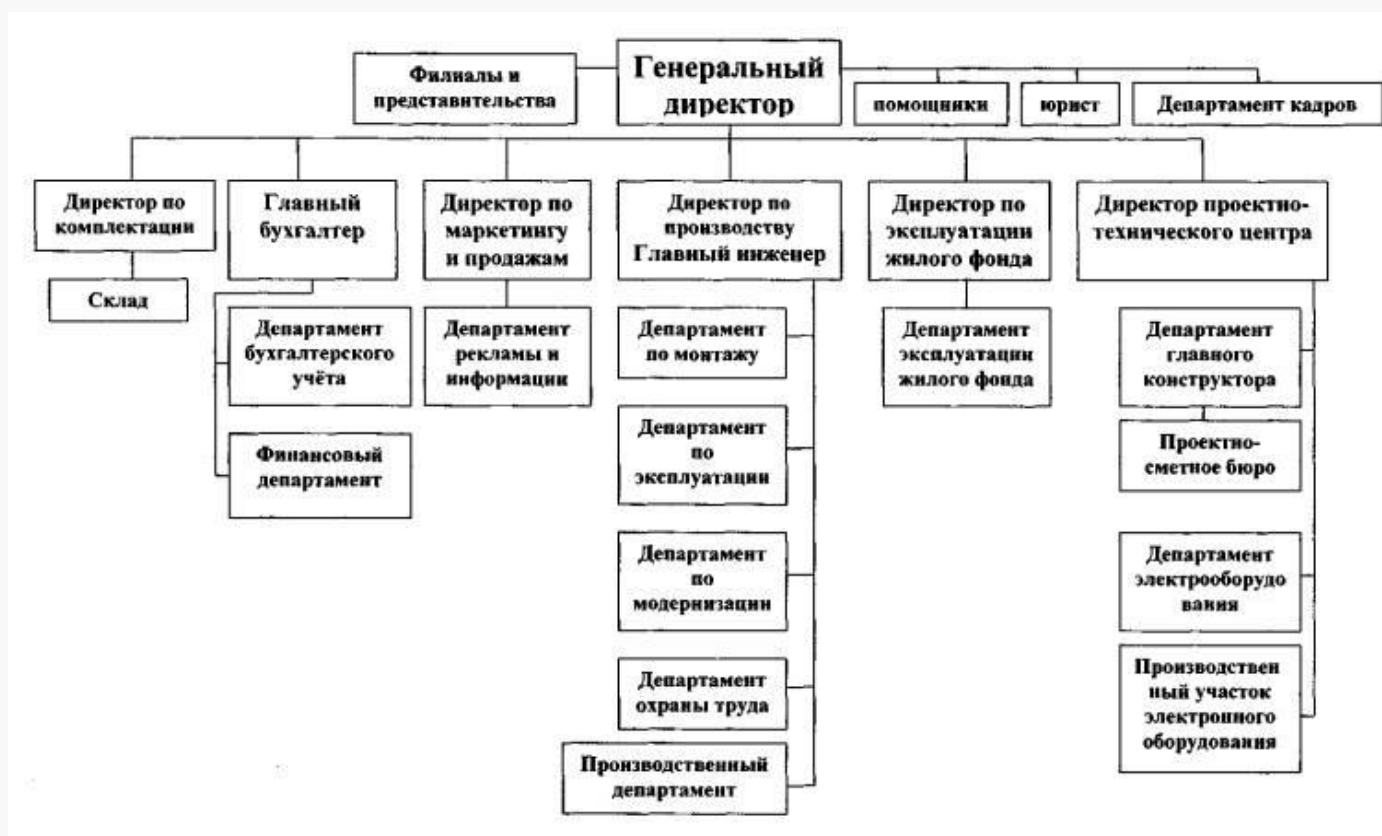 Филиалы и
представительства
Генеральный
директор
помощники
юрист
Департамент кадров
Директор по
комплектации
Главный
бухгалтер
Директор по
маркетингу
и продажам
Директор по
производству
Главный инженер
Директор по
эксплуатации
жилого фонда
Директор проектно-
технического центра
Склад
Департамент
бухгалтерского
учёта
Финансовый
департамент
Департамент
рекламы и
информации
Департамент
по монтажу
Департамент
по
эксплуатации
Департамент
по
модернизации
Департамент
охраны труда
Производственный
департамент
Департамент
эксплуатации
жилого фонда
Департамент
главного
конструктора
Проектно-
сметное бюро
Департамент
электрооборудо
вания
Производствен
ный участок
электронного
оборудования